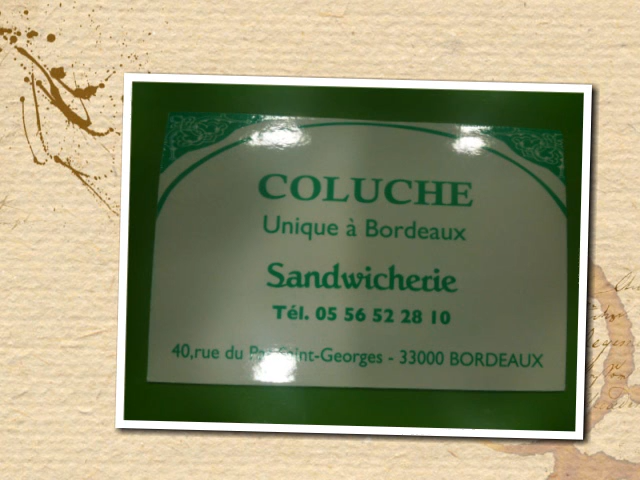 COLUCHE
Unique à Bordeaux
Sandwicherie
Tél. 05 56 52 28 10
40,rue du Saint-Georges - 33000 BORDEAUX